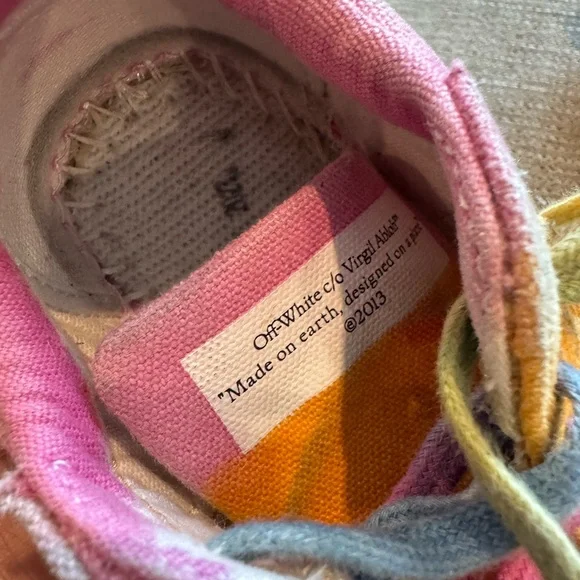 Off-White c/o Virgil Abloh™
"Made on earth, designed on a
©2013